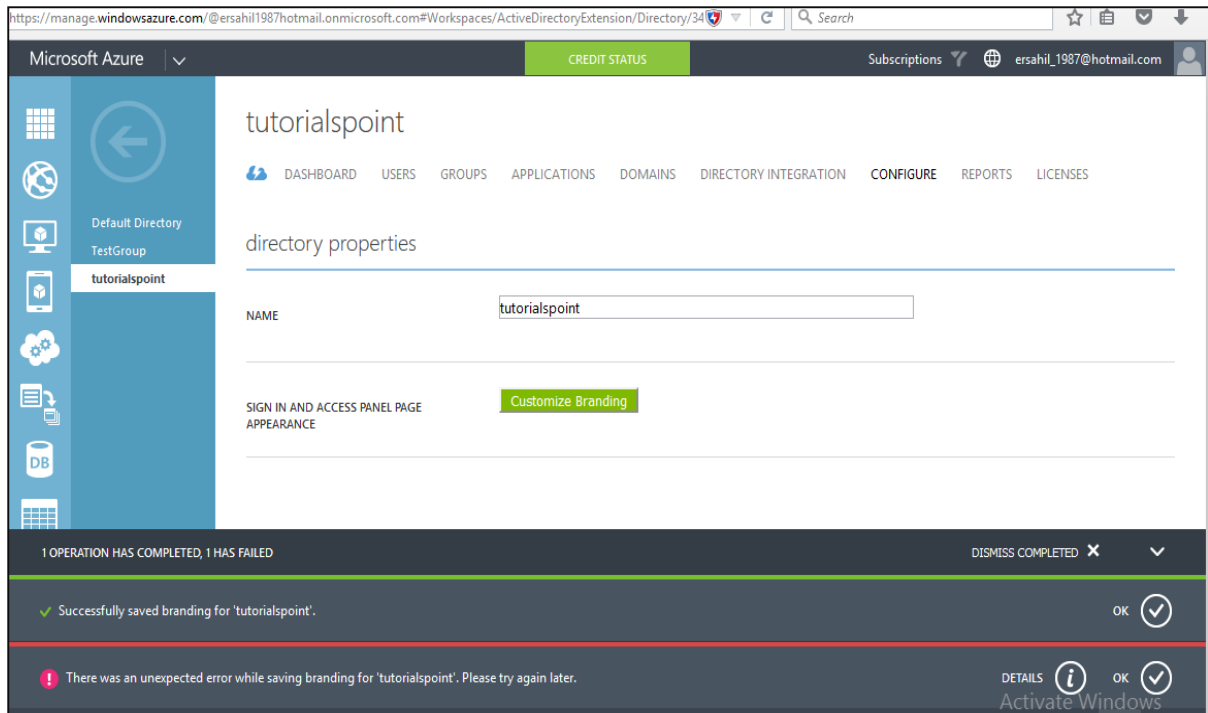 https://manage.windowsazure.com/@ersahil1987hotmail.onmicrosoft.com#Workspaces/ActiveDirectoryExtension/Directory/34
Search
Microsoft Azure
CREDIT STATUS
Subscriptions
ersahil_1987@hotmail.com
tutorialspoint
DASHBOARD USERS GROUPS APPLICATIONS DOMAINS DIRECTORY INTEGRATION CONFIGURE REPORTS LICENSES
Default Directory
TestGroup
tutorialspoint
DB
directory properties
NAME
tutorialspoint
SIGN IN AND ACCESS PANEL PAGE
APPEARANCE
Customize Branding
1 OPERATION HAS COMPLETED, 1 HAS FAILED
DISMISS COMPLETED
Successfully saved branding for 'tutorialspoint'.
OK
There was an unexpected error while saving branding for 'tutorialspoint'. Please try again later.
DETAILS
OK
Activate Windows